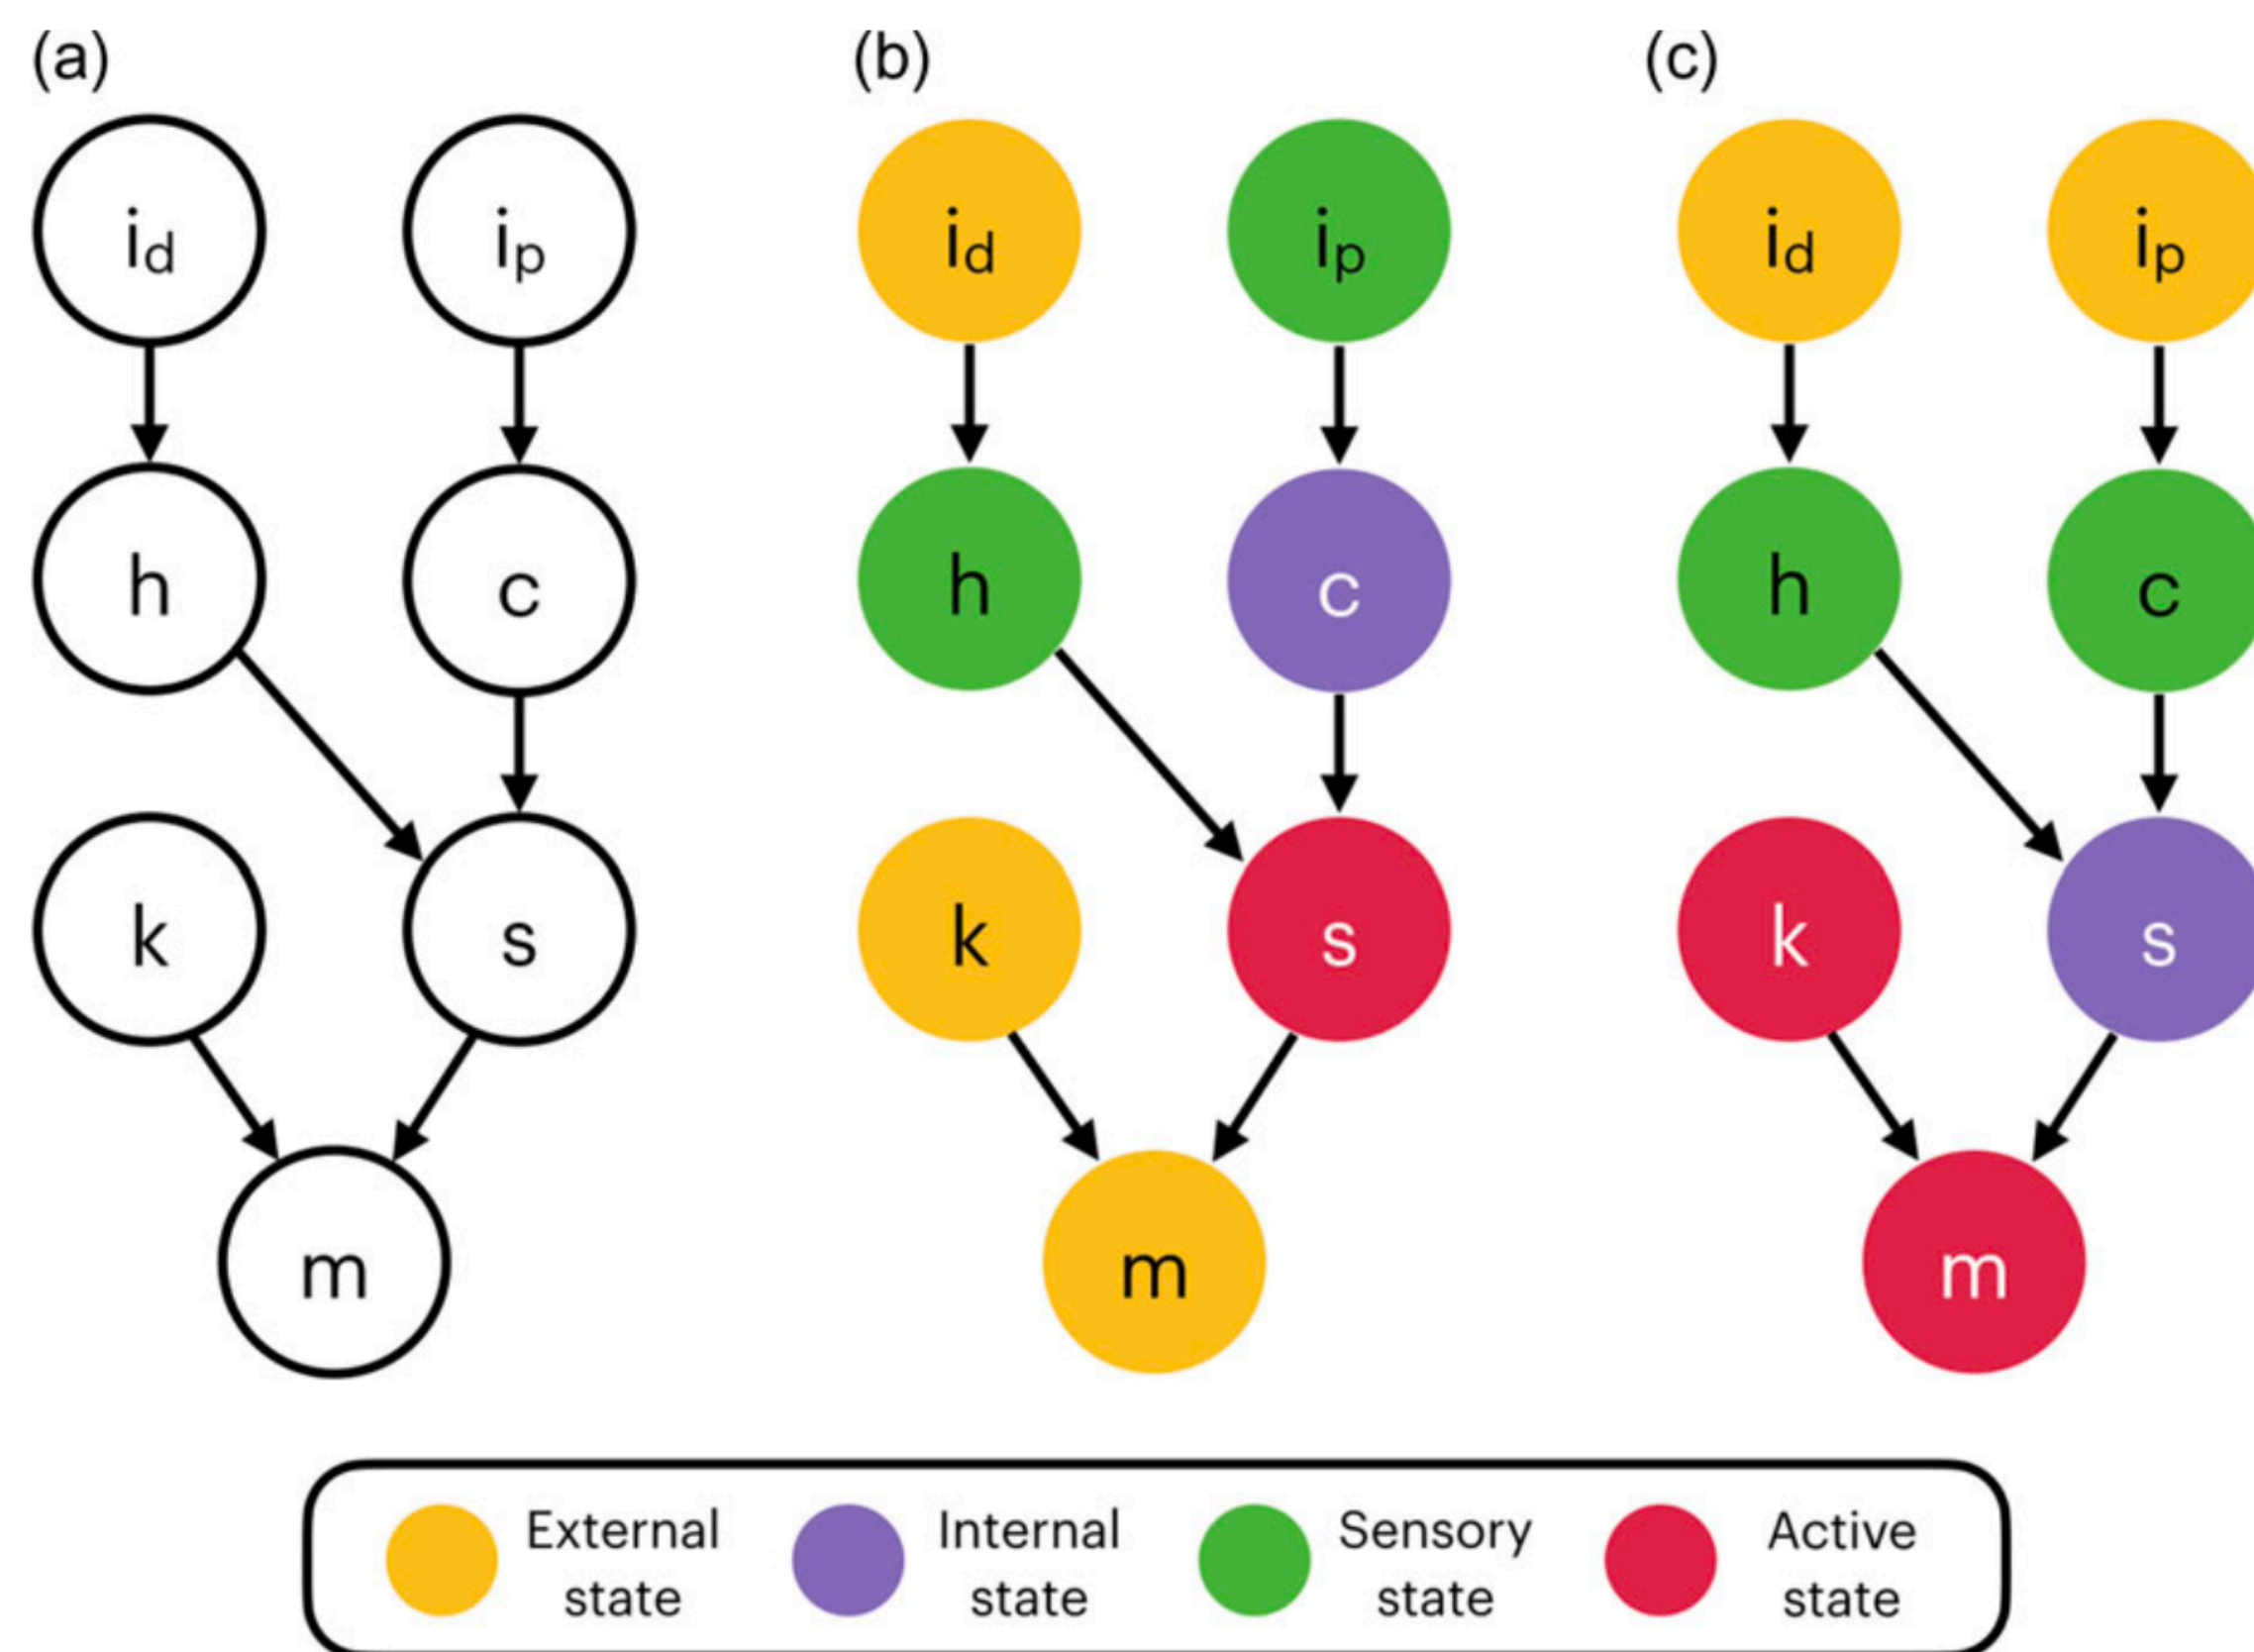 (a) (b) (c)
id ip id ip id ip
h c h c h c
k s k s k s
m m m
External Internal Sensory Active
state state state state